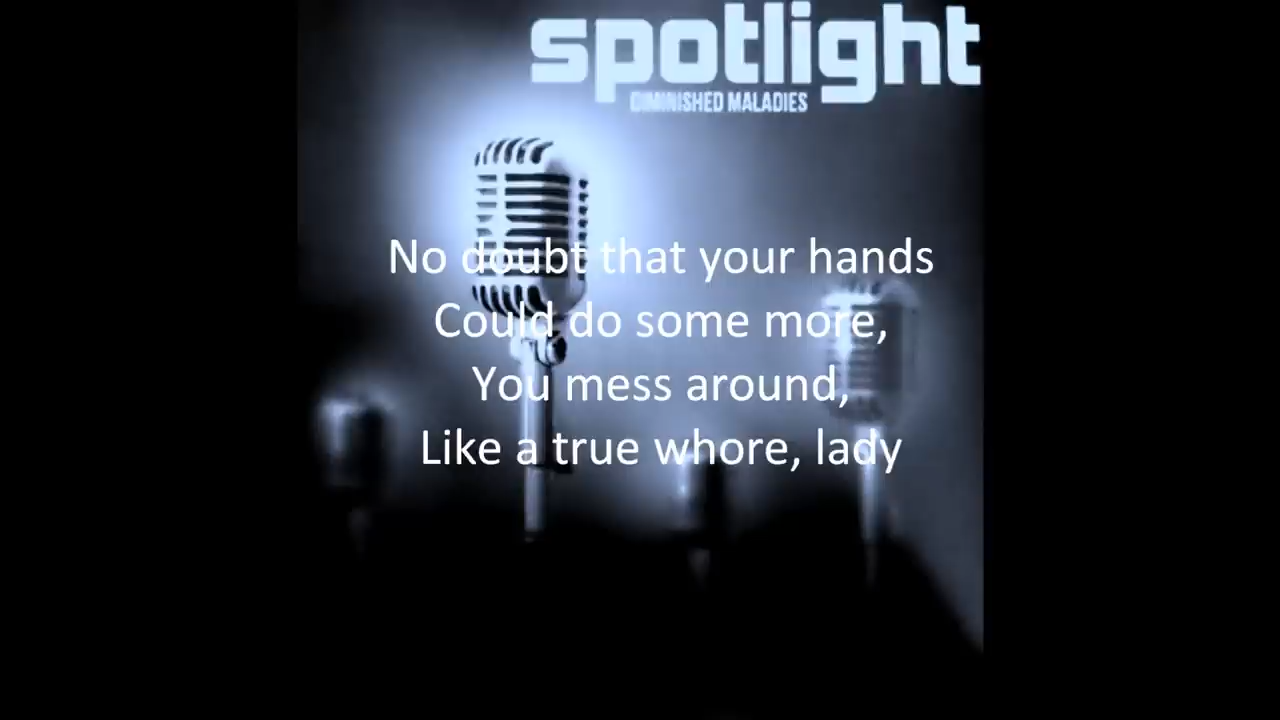 spotlight
DIMINISHED MALADIES
No doubt that your hands
Could do some more,
You mess around,
Like a true whore, lady